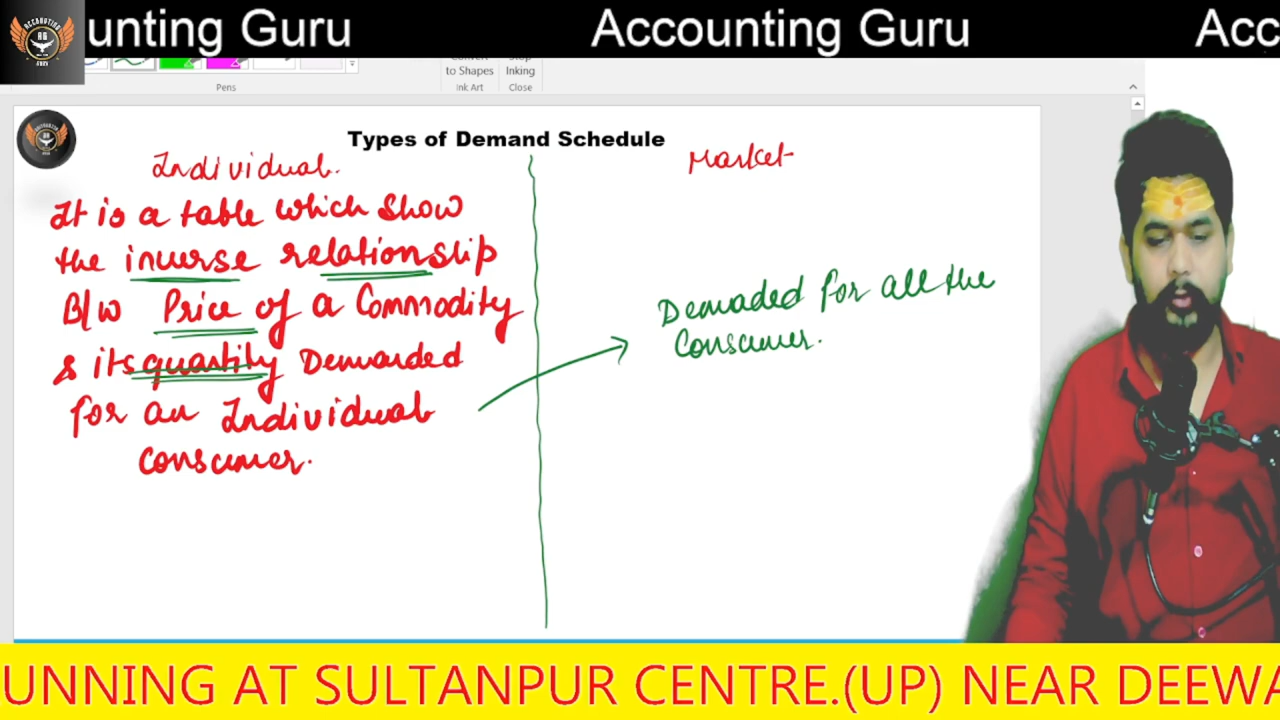 unting Guru
Accounting Guru
Acc
to Shapes
Inking
Pens
Ink Art
Close
Types of Demand Schedule
Individual.
Market
It is a table which show
the inverse relationship
B/w Price of a Commodity
& its quantity Demanded
for an Individual
consumer.
Demaded for all the
Consumer.
UNNING AT SULTANPUR CENTRE.(UP) NEAR DEEWA